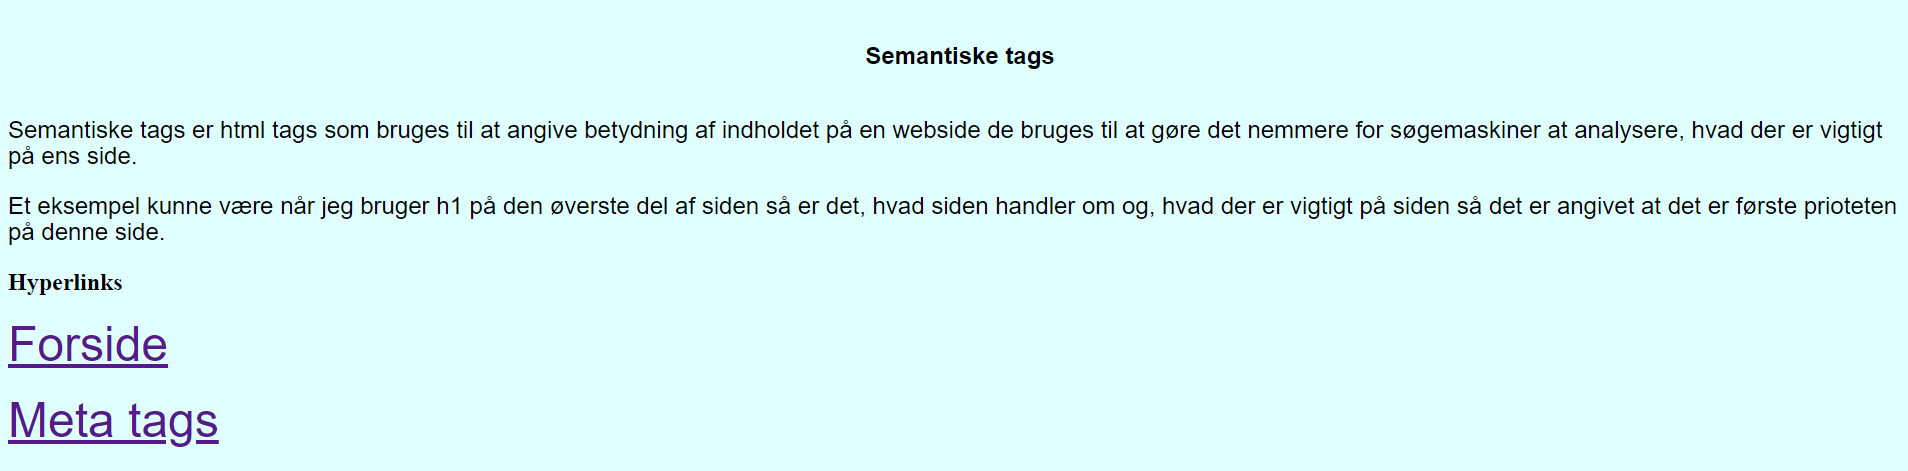 Semantiske tags
Semantiske tags er html tags som bruges til at angive betydning af indholdet på en webside de bruges til at gøre det nemmere for søgemaskiner at analysere, hvad der er vigtigt
på ens side.
Et eksempel kunne være når jeg bruger h1 på den øverste del af siden så er det, hvad siden handler om og, hvad der er vigtigt på siden så det er angivet at det er første prioteten
på denne side.
Hyperlinks
Forside
Meta tags